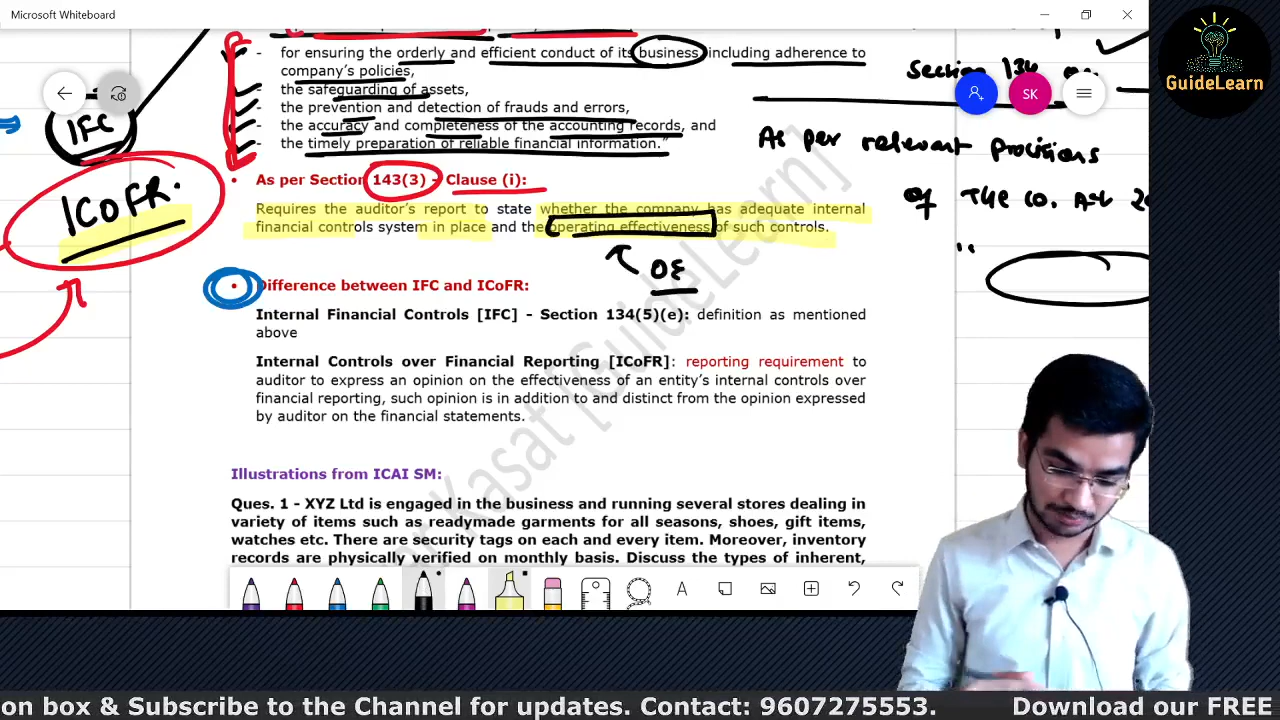 Microsoft Whiteboard
GuideLearn
for ensuring the orderly and efficient conduct of its business including adherence to
company's policies,
- the safeguarding of assets,
- the prevention and detection of frauds and errors,
- the accuracy and completeness of the accounting records, and
the timely preparation of reliable financial information."
IFC
ICoFR.
Section 134
SK
As per relevant provisions
of The Co. Act 2
• As per Section 143(3) - Clause (i):
Requires the auditor's report to state whether the company has adequate internal
financial controls system in place and the operating effectiveness of such controls.
OE
• Difference between IFC and ICoFR:
Internal Financial Controls [IFC] - Section 134(5)(e): definition as mentioned
above
Internal Controls over Financial Reporting [ICoFR]: reporting requirement to
auditor to express an opinion on the effectiveness of an entity's internal controls over
financial reporting, such opinion is in addition to and distinct from the opinion expressed
by auditor on the financial statements.
Kasat [GuideLearn]
Illustrations from ICAI SM:
Ques. 1 - XYZ Ltd is engaged in the business and running several stores dealing in
variety of items such as readymade garments for all seasons, shoes, gift items,
watches etc. There are security tags on each and every item. Moreover, inventory
records are physically verified on monthly basis. Discuss the types of inherent,
A
on box & Subscribe to the Channel for updates. Contact: 9607275553. Download our FREE